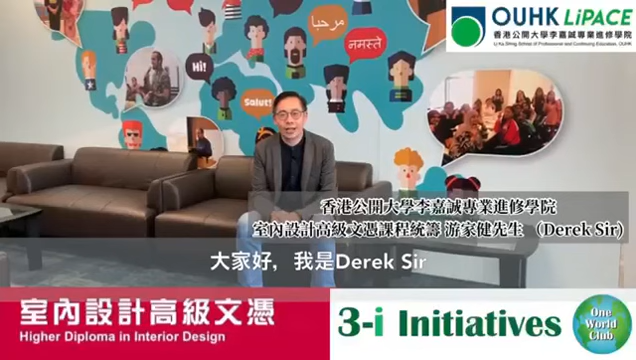 OUHK LiPACE
香港公開大學李嘉誠專業進修學院
Li Ka Shing School of Professional and Continuing Education, OUHK
مرحبا
नमस्ते
Hi!
Salut!
香港公開大學李嘉誠專業進修學院
室內設計高級文憑課程統籌 游家健先生 (Derek Sir)
大家好，我是Derek Sir
室內設計高級文憑
Higher Diploma in Interior Design
3-i Initiatives
One World Club